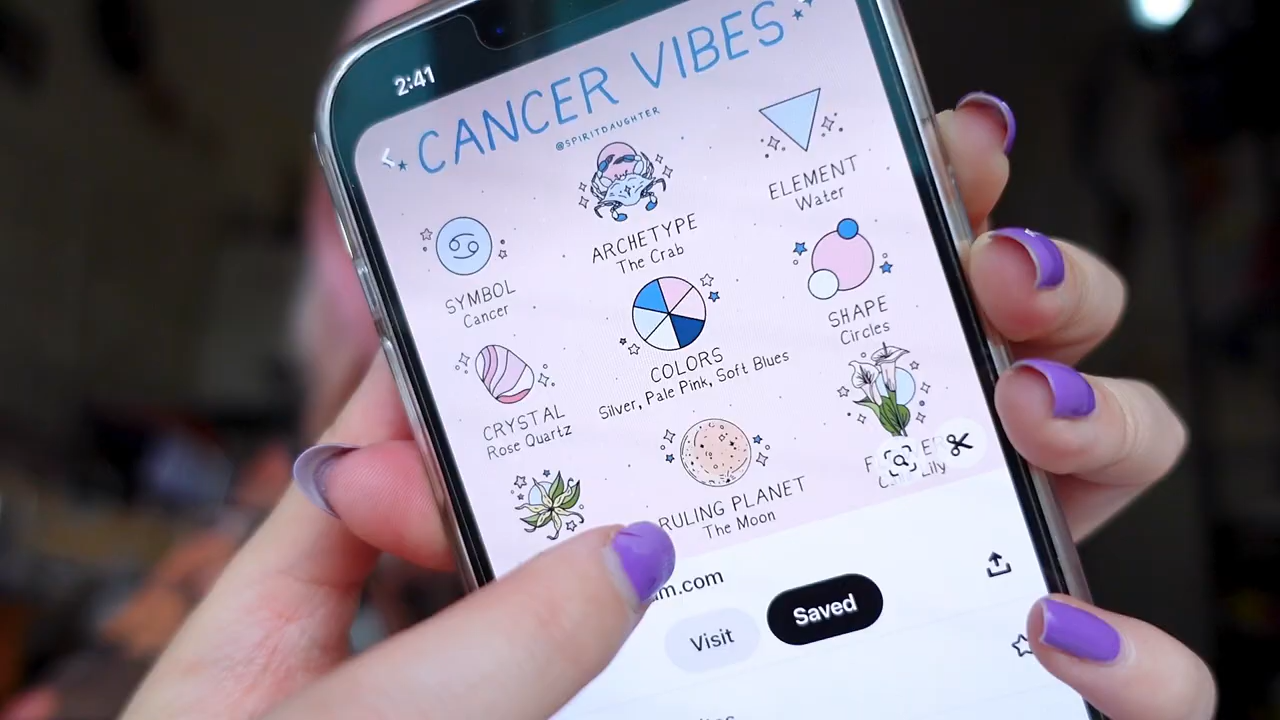 2:41
CANCER VIBES
@SPIRITDAUGHTER
ELEMENT
Water
ARCHETYPE
The Crab
SYMBOL
Cancer
SHAPE
Circles
COLORS
Silver, Pale Pink, Soft Blues
CRYSTAL
Rose Quartz
Lily
RULING PLANET
The Moon
m.com
Visit
Saved